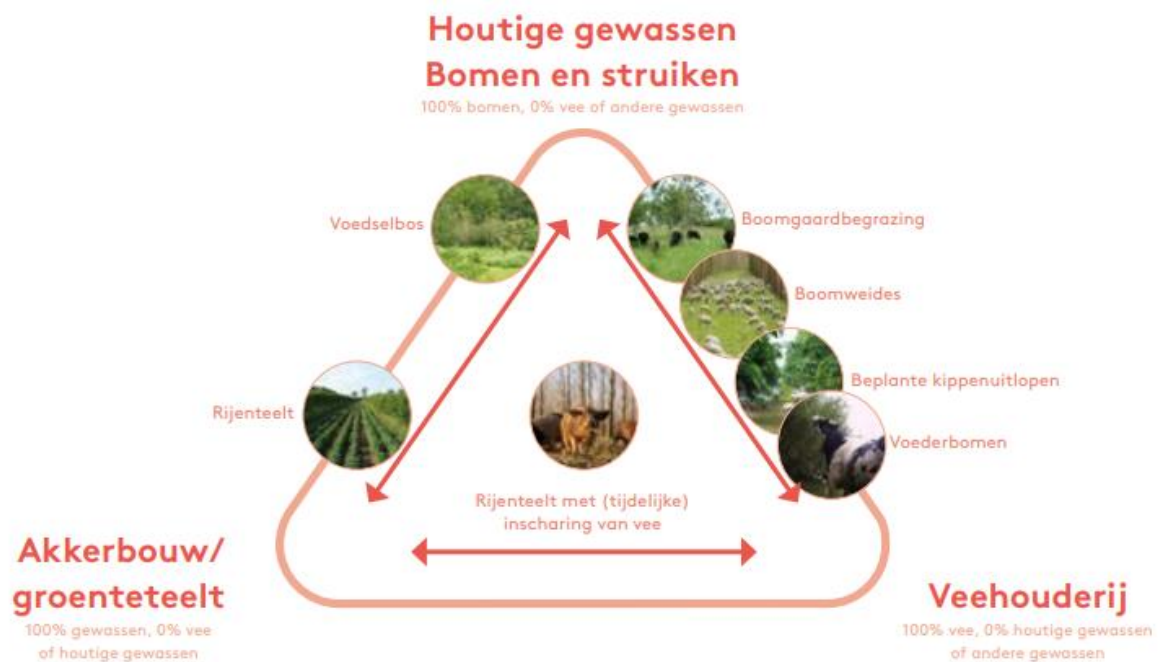 Houtige gewassen
Bomen en struiken
100% bomen, 0% vee of andere gewassen
Voedselbos
Boomgaardbegrazing
Boomweides
Beplante kippenuitlopen
Rijenteelt
Voederbomen
Rijenteelt met (tijdelijke)
inscharing van vee
Akkerbouw/
groenteteelt
100% gewassen, 0% vee
of houtige gewassen
Veehouderij
100% vee, 0% houtige gewassen
of andere gewassen